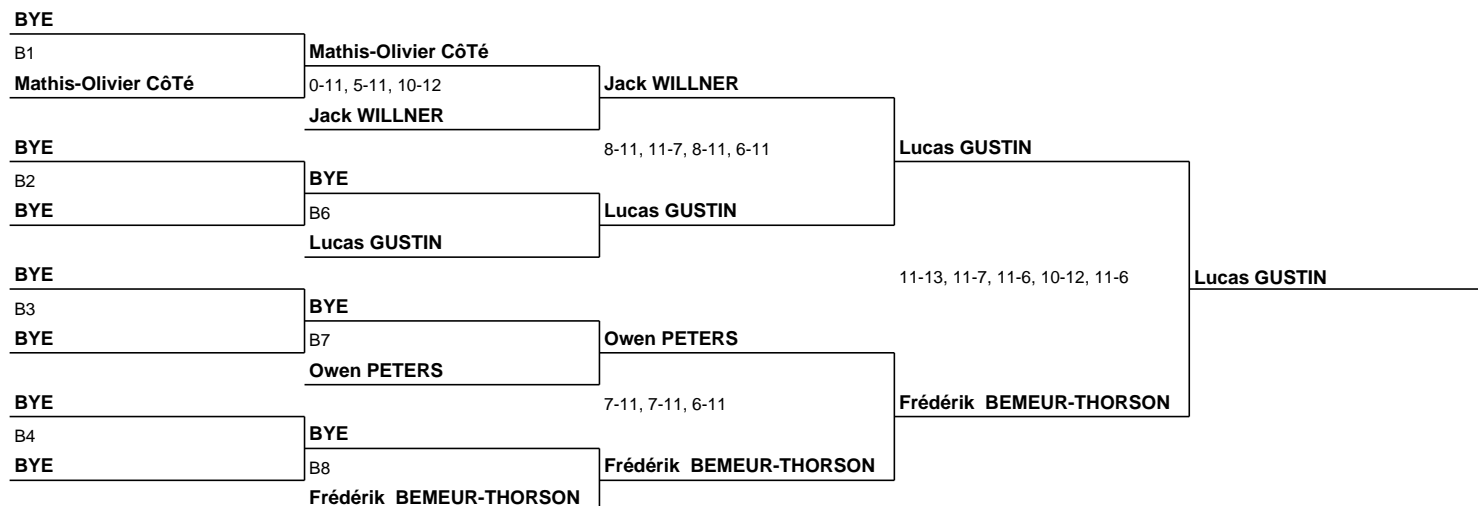 BYE
B1
Mathis-Olivier CôTé
Mathis-Olivier CôTé
0-11, 5-11, 10-12
Jack WILLNER
Jack WILLNER
BYE
B2
BYE
BYE
B6
Lucas GUSTIN
8-11, 11-7, 8-11, 6-11
Lucas GUSTIN
Lucas GUSTIN
BYE
B3
BYE
BYE
B7
Owen PETERS
Owen PETERS
11-13, 11-7, 11-6, 10-12, 11-6
Lucas GUSTIN
BYE
B4
BYE
BYE
B8
Frédérik BEMEUR-THORSON
7-11, 7-11, 6-11
Frédérik BEMEUR-THORSON
Frédérik BEMEUR-THORSON